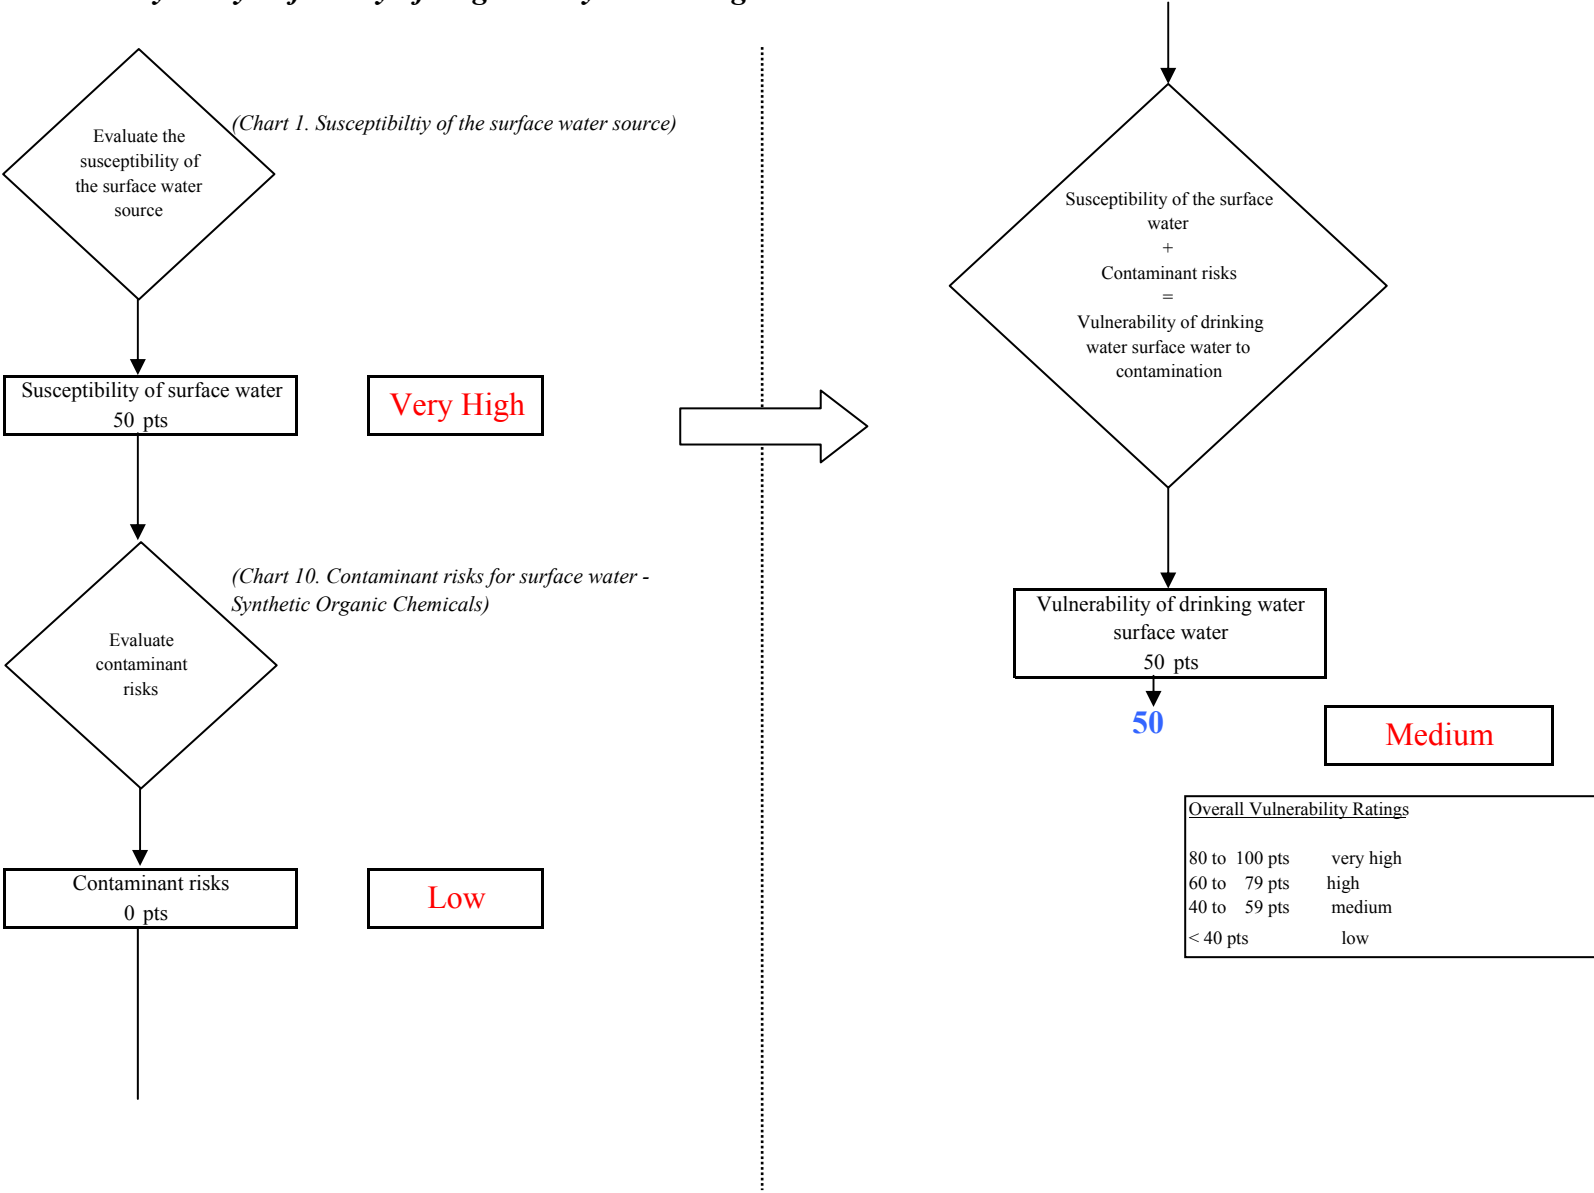 (Chart 1. Susceptibiltiy of the surface water source)
Evaluate the
susceptibility of
the surface water
source
Susceptibility of surface water
50 pts
Very High
(Chart 10. Contaminant risks for surface water -
Synthetic Organic Chemicals)
Evaluate
contaminant
risks
Contaminant risks
0 pts
Low
Susceptibility of the surface
water
+
Contaminant risks
=
Vulnerability of drinking
water surface water to
contamination
Vulnerability of drinking water
surface water
50 pts
50
Medium
Overall Vulnerability Ratings
80 to 100 pts very high
60 to 79 pts high
40 to 59 pts medium
< 40 pts low